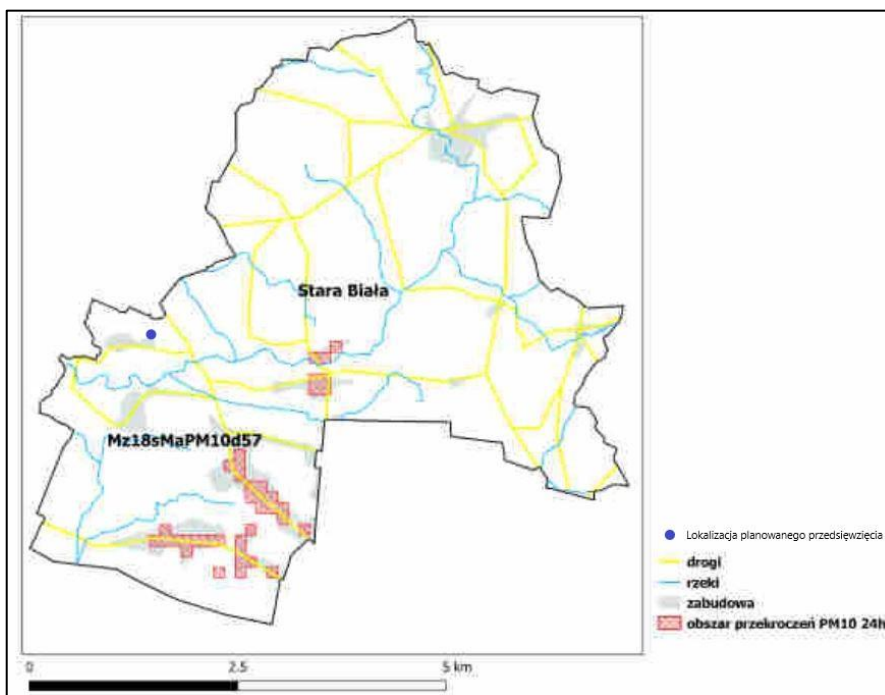 Stara Biała
Mz18sMaPM10d57
Lokalizacja planowanego przedsięwzięcia
drogi
rzeki
zabudowa
obszar przekroczeń PM10 24h
0 2.5 5 km